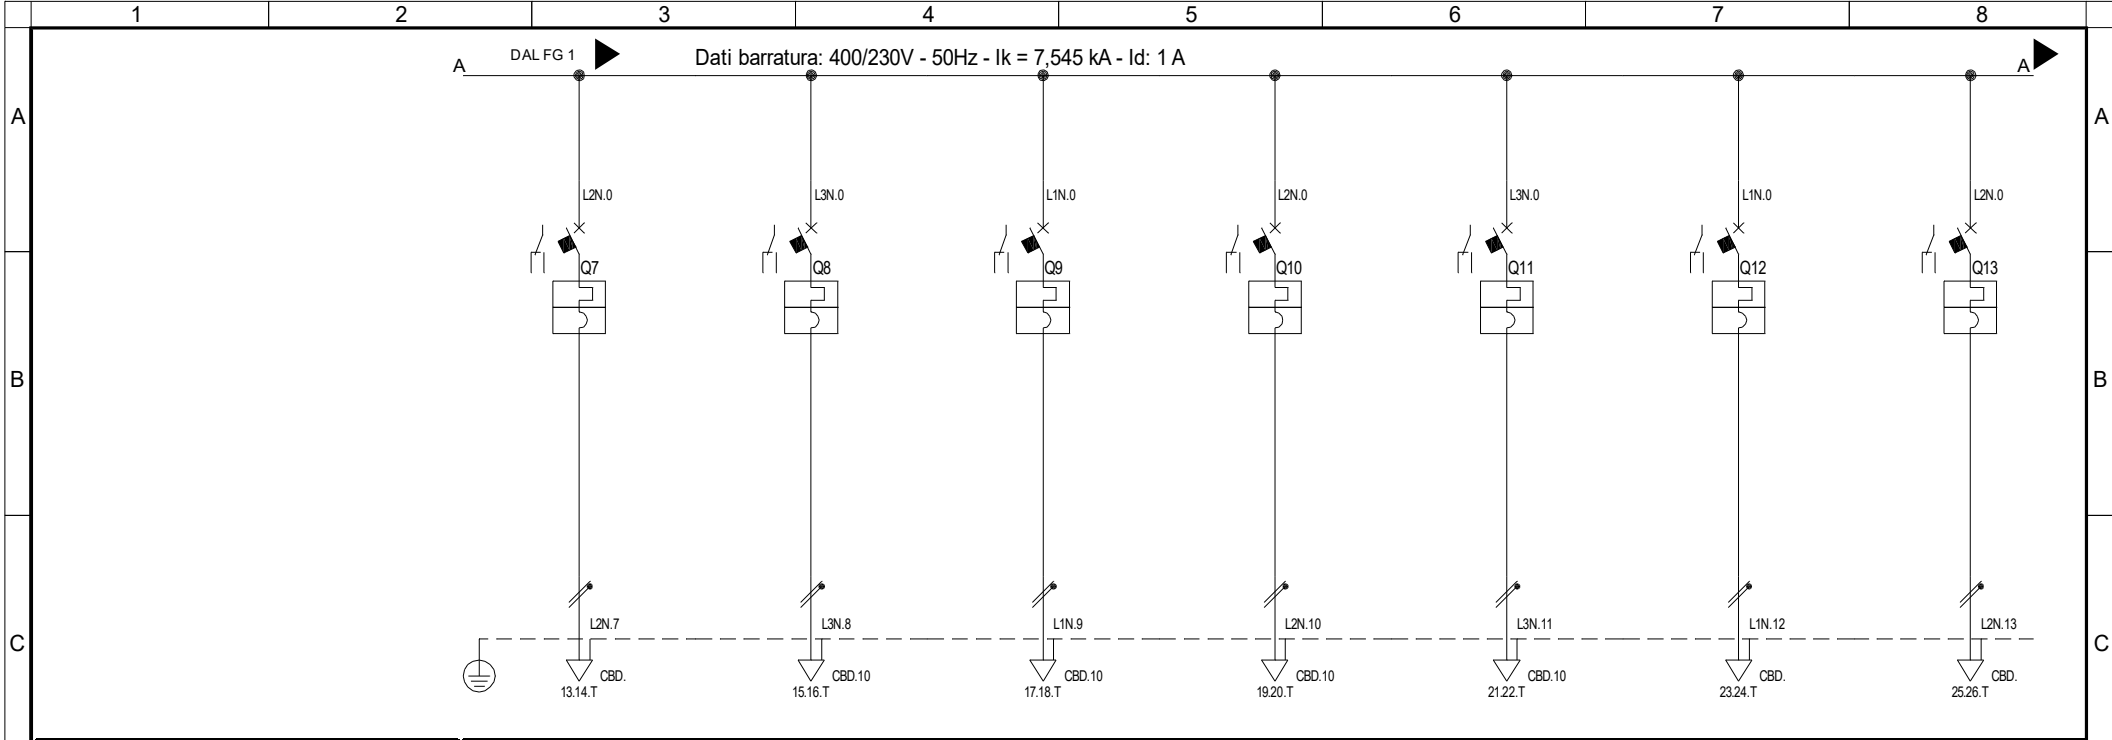 1 2 3 4 5 6 7 8
DAL FG 1 Dati barratura: 400/230V - 50Hz - Ik = 7,545 kA - Id: 1 A
A A
A A
L2N.0 L3N.0 L1N.0 L2N.0 L3N.0 L1N.0 L2N.0
Q7 Q8 Q9 Q10 Q11 Q12 Q13
B B
L2N.7 L3N.8 L1N.9 L2N.10 L3N.11 L1N.12 L2N.13
C C
CBD. CBD.10 CBD.10 CBD.10 CBD.10 CBD. CBD.
13.14.T 15.16.T 17.18.T 19.20.T 21.22.T 23.24.T 25.26.T